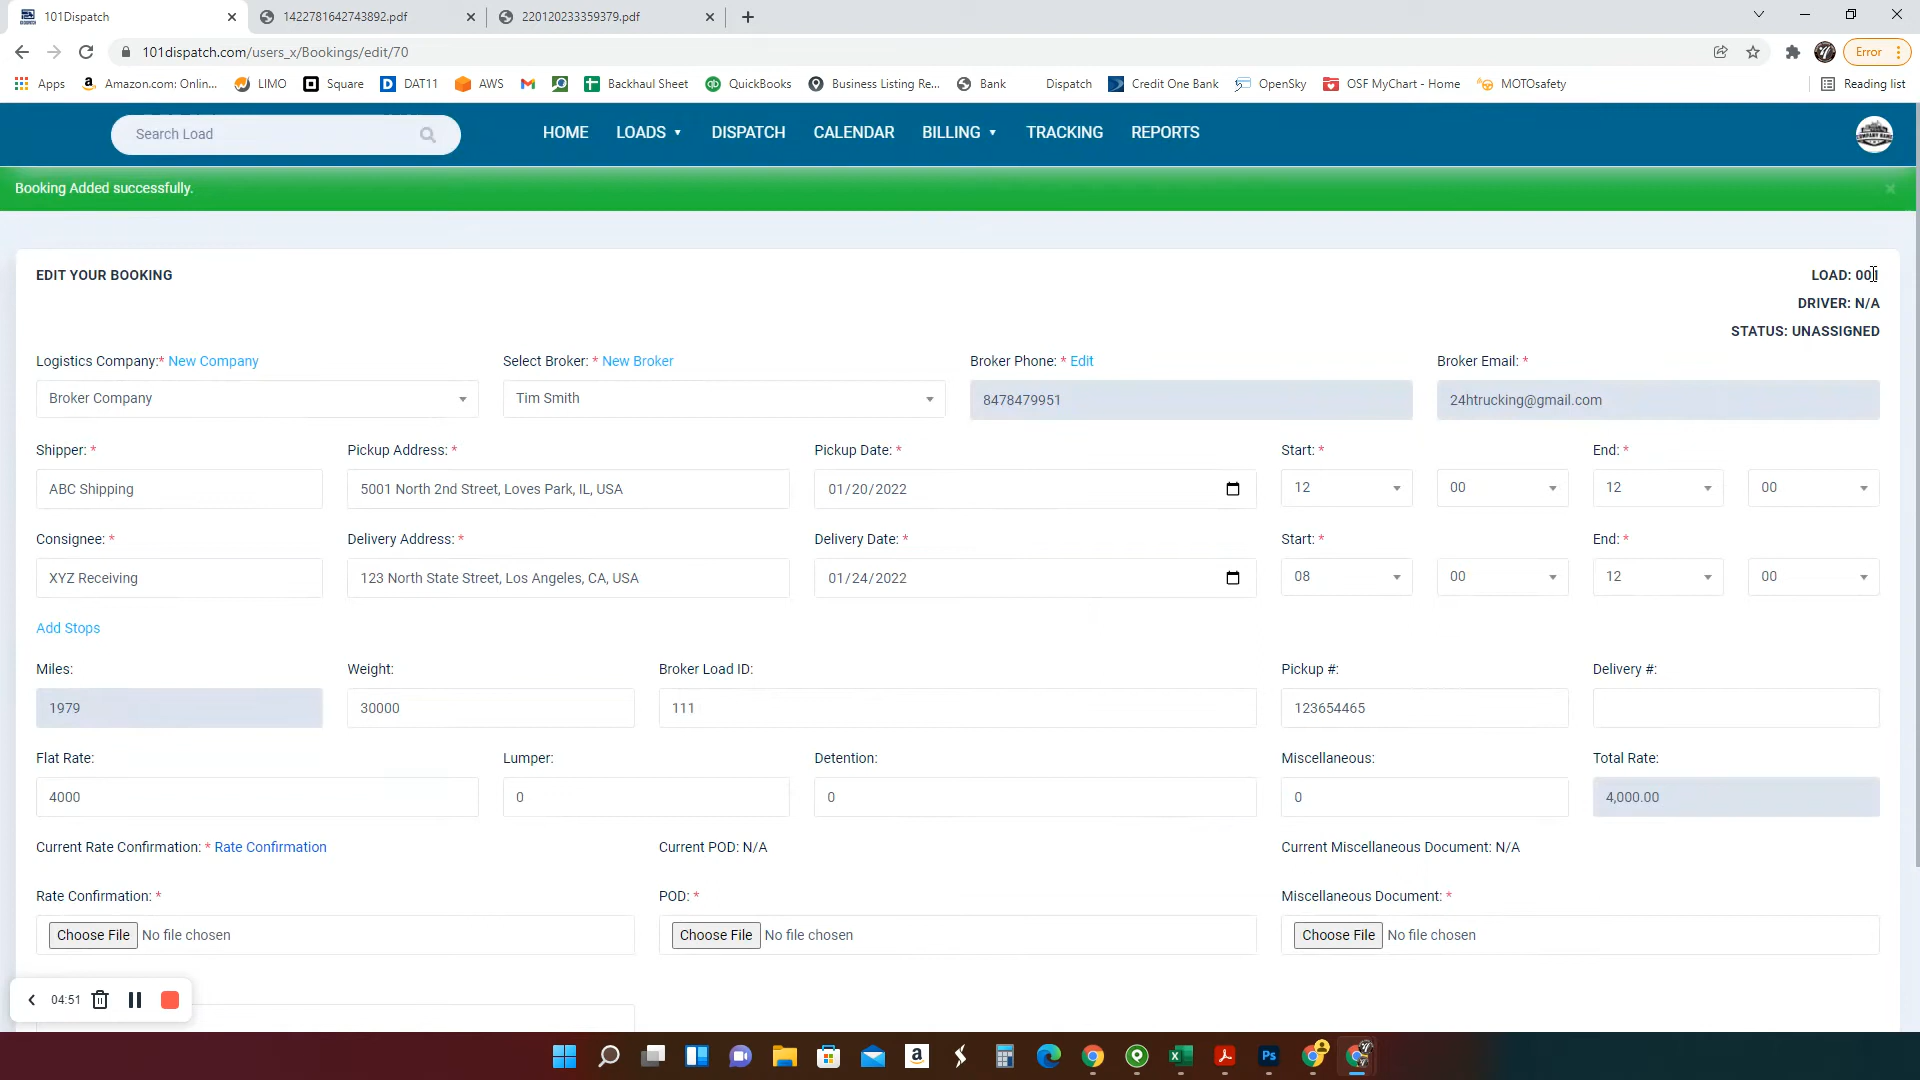 101Dispatch
1422781642743892.pdf
220120233359379.pdf
101dispatch.com/users_x/Bookings/edit/70
Error
Apps
Amazon.com: Onlin...
LIMO
Square
DAT11
AWS
Backhaul Sheet
QuickBooks
Business Listing Re...
Bank
Dispatch
Credit One Bank
OpenSky
OSF MyChart - Home
MOTOsafety
Reading list
Search Load
HOME
LOADS
DISPATCH
CALENDAR
BILLING
TRACKING
REPORTS
Booking Added successfully.
EDIT YOUR BOOKING
LOAD: 001
DRIVER: N/A
STATUS: UNASSIGNED
Logistics Company:* New Company
Select Broker: * New Broker
Broker Phone: * Edit
Broker Email: *
Broker Company
Tim Smith
8478479951
24htrucking@gmail.com
Shipper: *
Pickup Address: *
Pickup Date: *
Start: *
End: *
ABC Shipping
5001 North 2nd Street, Loves Park, IL, USA
01/20/2022
12
00
12
00
Consignee: *
Delivery Address: *
Delivery Date: *
Start: *
End: *
XYZ Receiving
123 North State Street, Los Angeles, CA, USA
01/24/2022
08
00
12
00
Add Stops
Miles:
Weight:
Broker Load ID:
Pickup #:
Delivery #:
1979
30000
111
123654465
Flat Rate:
Lumper:
Detention:
Miscellaneous:
Total Rate:
4000
0
0
0
4,000.00
Current Rate Confirmation: * Rate Confirmation
Current POD: N/A
Current Miscellaneous Document: N/A
Rate Confirmation: *
POD: *
Miscellaneous Document: *
Choose File No file chosen
Choose File No file chosen
Choose File No file chosen
04:51